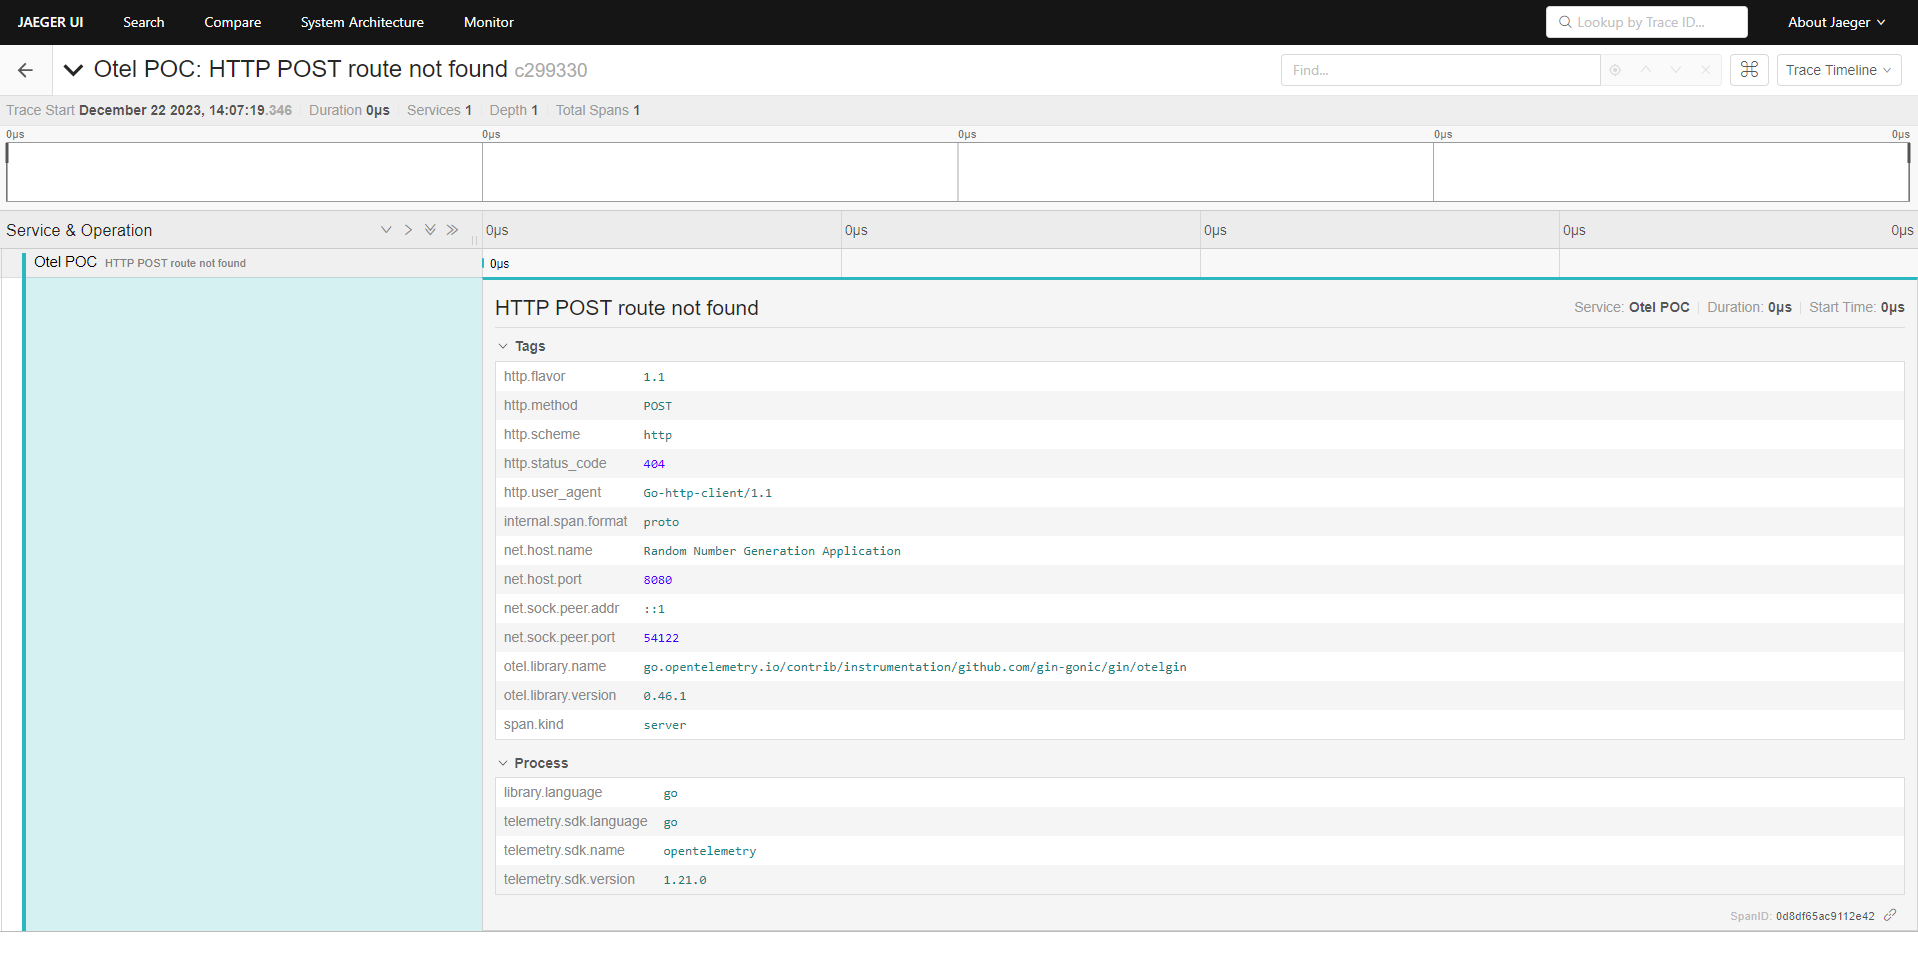 JAEGER UI Search Compare System Architecture Monitor Lookup by Trace ID... About Jaeger
Otel POC: HTTP POST route not found c299330 Find... Trace Timeline
Trace Start December 22 2023, 14:07:19.346 Duration 0μs Services 1 Depth 1 Total Spans 1
0μs 0μs 0μs 0μs 0μs
Service & Operation 0μs 0μs 0μs 0μs 0μs
Otel POC HTTP POST route not found 0μs
HTTP POST route not found Service: Otel POC Duration: 0μs Start Time: 0μs
Tags
http.flavor 1.1
http.method POST
http.scheme http
http.status_code 404
http.user_agent Go-http-client/1.1
internal.span.format proto
net.host.name Random Number Generation Application
net.host.port 8080
net.sock.peer.addr ::1
net.sock.peer.port 54122
otel.library.name go.opentelemetry.io/contrib/instrumentation/github.com/gin-gonic/gin/otelgin
otel.library.version 0.46.1
span.kind server
Process
library.language go
telemetry.sdk.language go
telemetry.sdk.name opentelemetry
telemetry.sdk.version 1.21.0
SpanID: 0d8df65ac9112e42